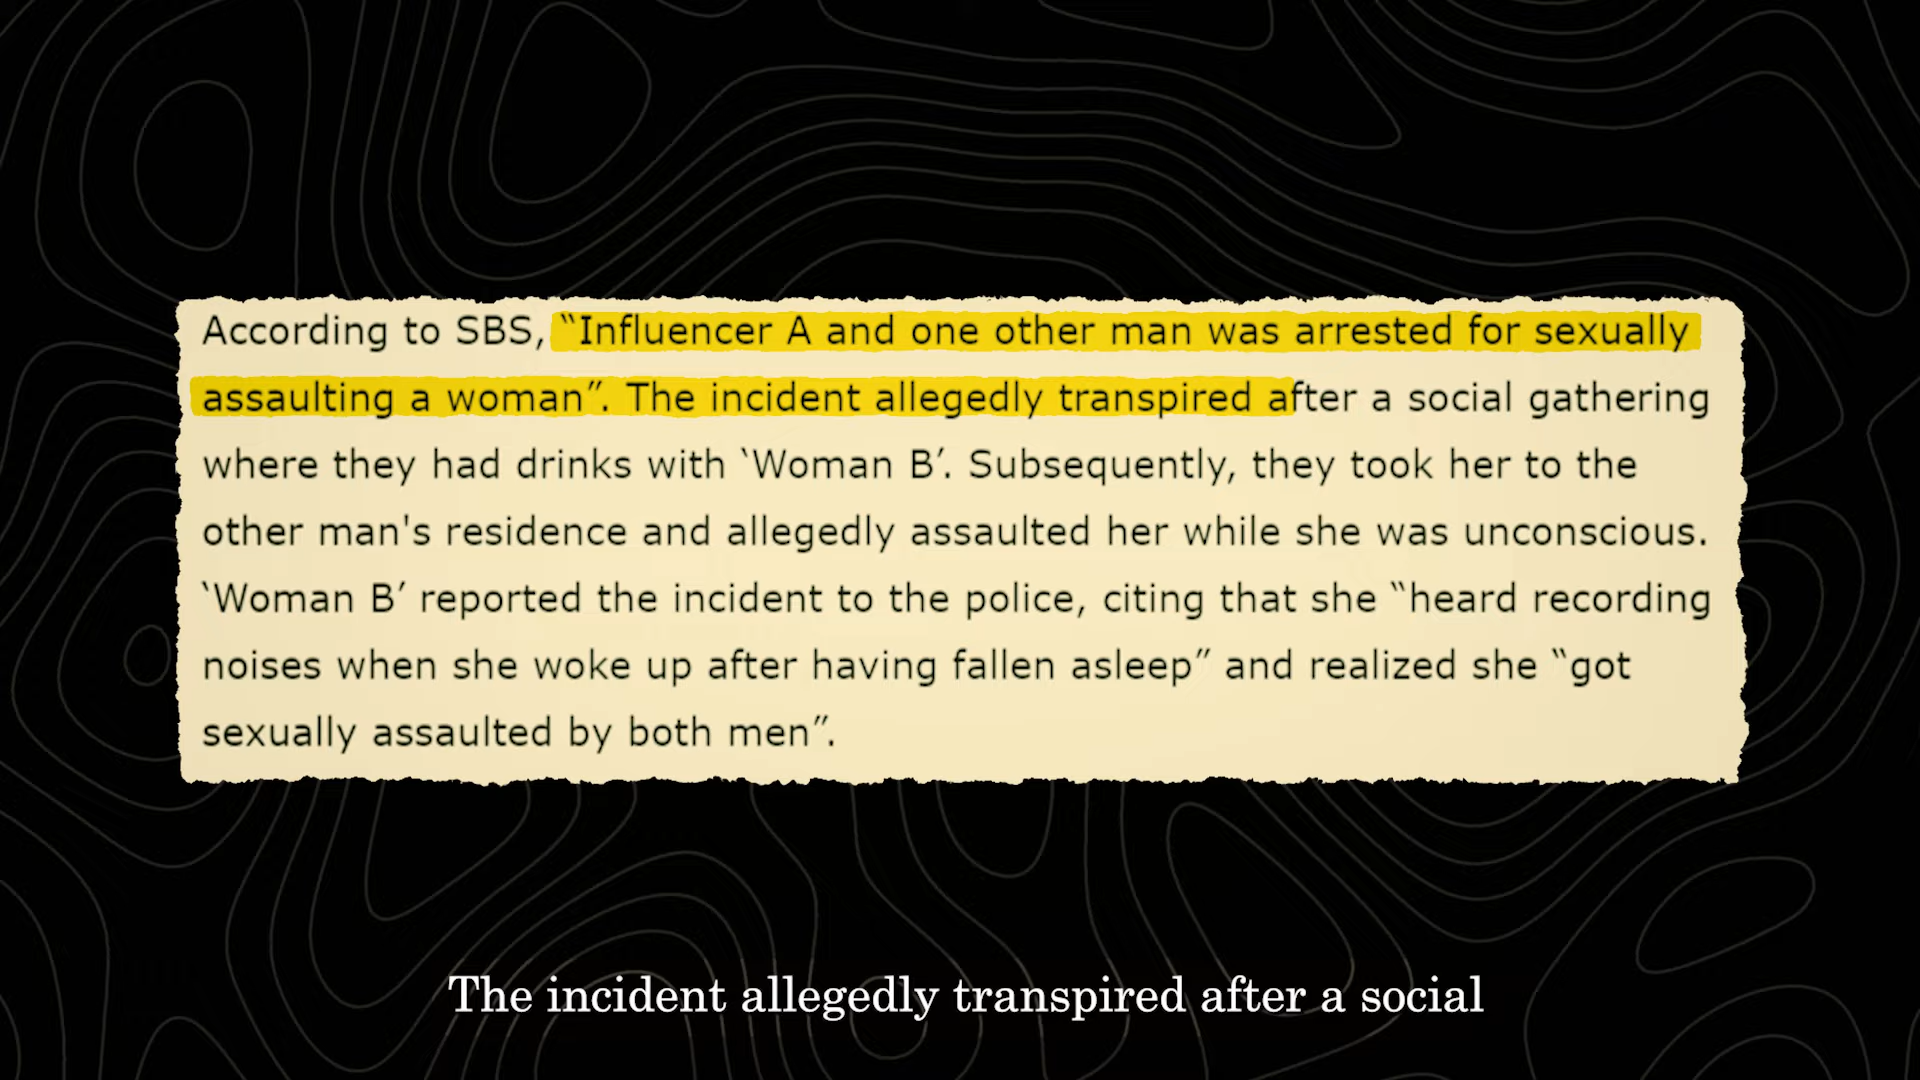 According to SBS, “Influencer A and one other man was arrested for sexually
assaulting a woman”. The incident allegedly transpired after a social gathering
where they had drinks with ‛Woman B’. Subsequently, they took her to the
other man's residence and allegedly assaulted her while she was unconscious.
‛Woman B’ reported the incident to the police, citing that she “heard recording
noises when she woke up after having fallen asleep” and realized she “got
sexually assaulted by both men”.
The incident allegedly transpired after a social